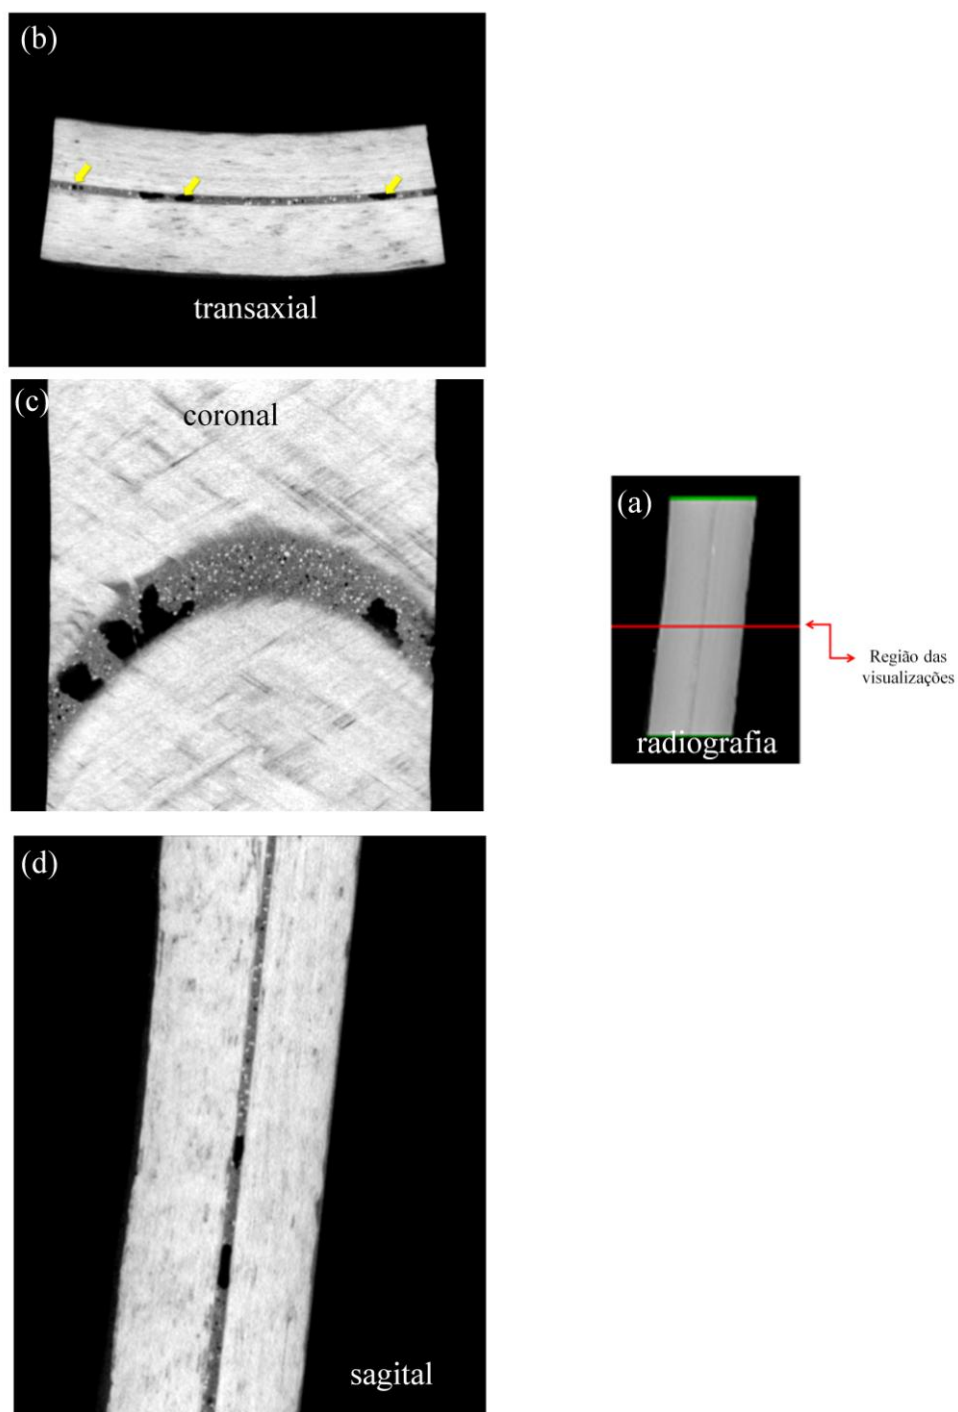 (b)
transaxial
(c)
coronal
(a)
Região das
visualizações
radiografia
(d)
sagital